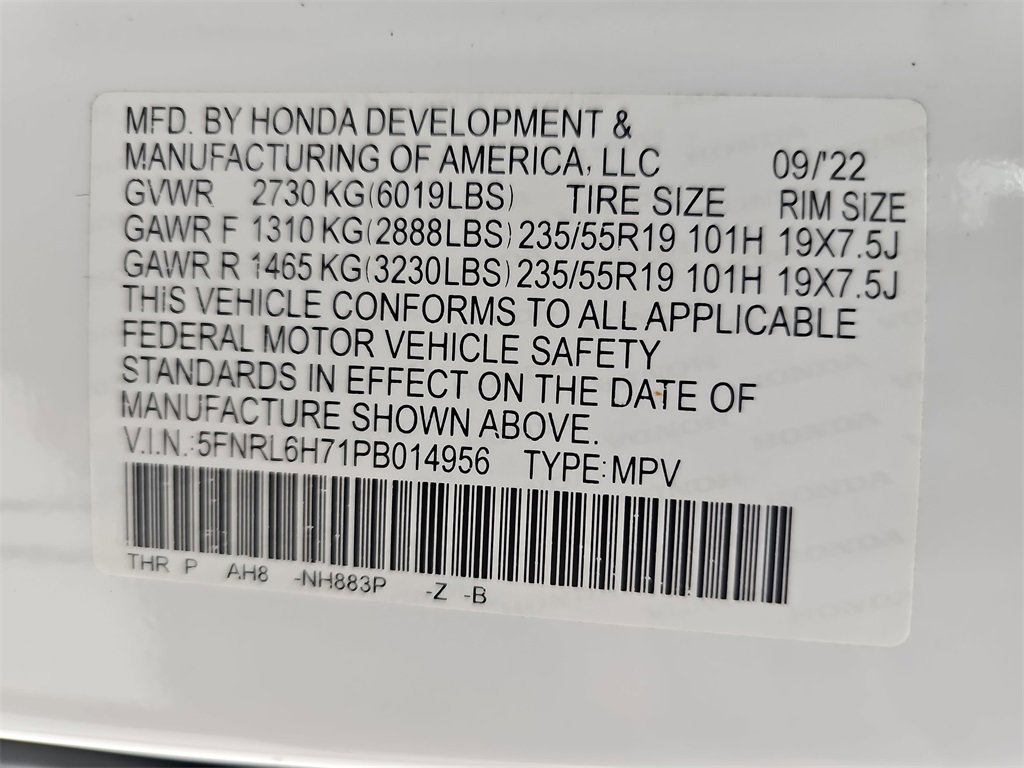 MFD. BY HONDA DEVELOPMENT &
MANUFACTURING OF AMERICA, LLC 09/'22
GVWR 2730 KG(6019LBS) TIRE SIZE RIM SIZE
GAWR F 1310 KG(2888LBS) 235/55R19 101H 19X7.5J
GAWR R 1465 KG(3230LBS) 235/55R19 101H 19X7.5J
THIS VEHICLE CONFORMS TO ALL APPLICABLE
FEDERAL MOTOR VEHICLE SAFETY
STANDARDS IN EFFECT ON THE DATE OF
MANUFACTURE SHOWN ABOVE.
V.I.N.:5FNRL6H71PB014956 TYPE:MPV
THR P AH8 -NH883P -Z -B